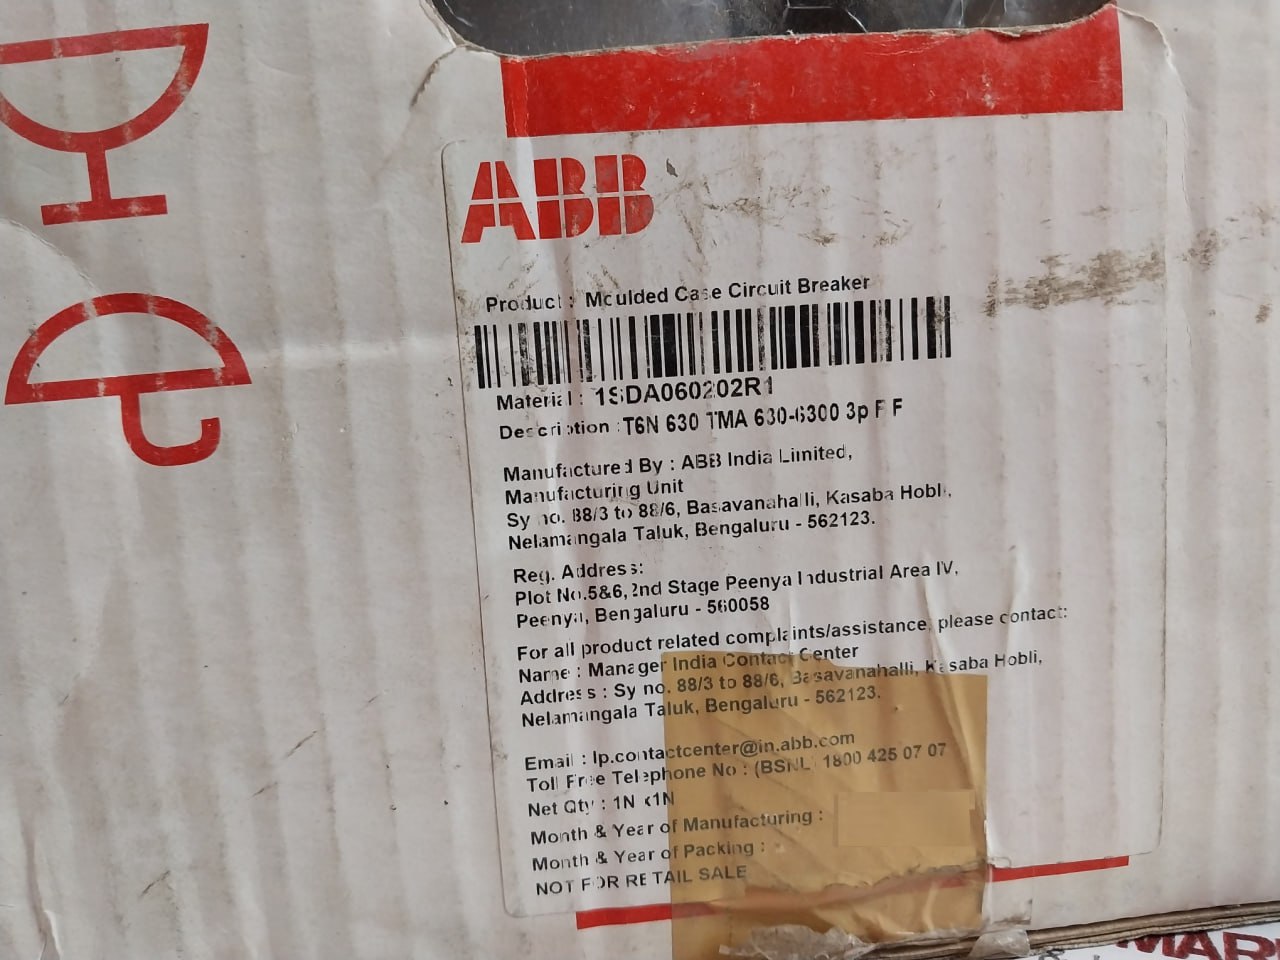 ABB
Product : Moulded Case Circuit Breaker
Material : 1SDA060202R1
Description : T6N 630 TMA 630-6300 3p F F
Manufactured By : ABB India Limited,
Manufacturing Unit
Sy no. 88/3 to 88/6, Basavanahalli, Kasaba Hobli,
Nelamangala Taluk, Bengaluru - 562123.
Reg. Address:
Plot No.5&6, 2nd Stage Peenya Industrial Area IV,
Peenya, Bengaluru - 560058
For all product related complaints/assistance, please contact:
Name : Manager India Contact Center
Address : Sy no. 88/3 to 88/6, Basavanahalli, Kasaba Hobli,
Nelamangala Taluk, Bengaluru - 562123.
Email : lp.contactcenter@in.abb.com
Toll Free Telephone No : (BSNL) 1800 425 07 07
Net Qty : 1N x1N
Month & Year of Manufacturing :
Month & Year of Packing :
NOT FOR RETAIL SALE